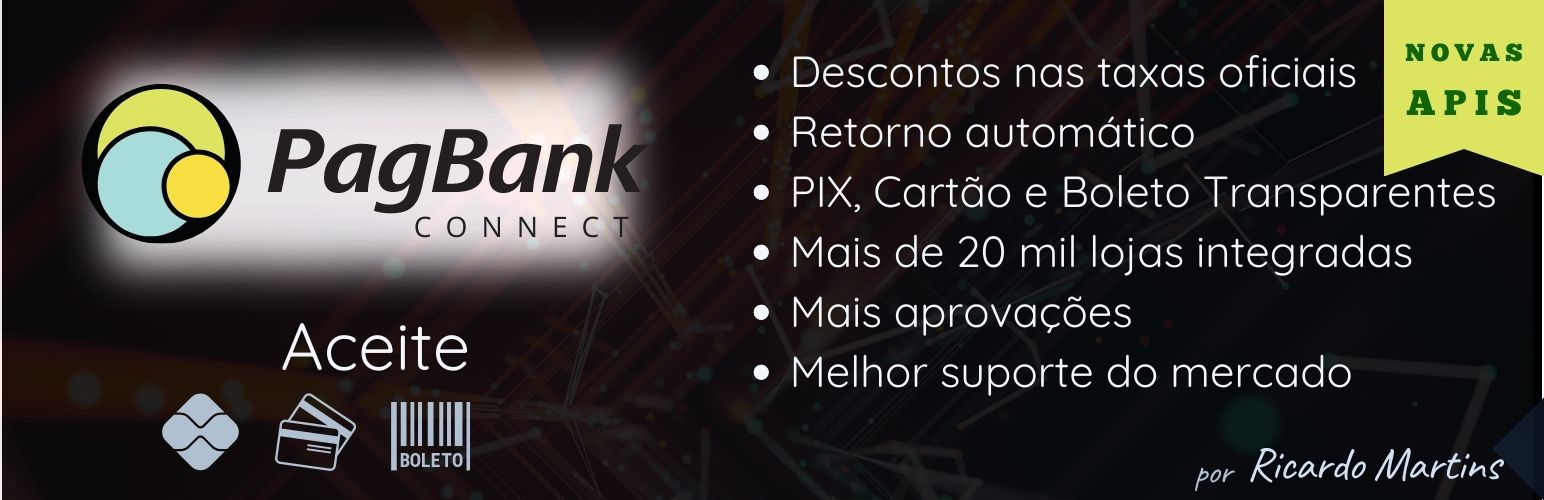 PagBank
CONNECT
Aceite
BOLETO
Descontos nas taxas oficiais
Retorno automático
PIX, Cartão e Boleto Transparentes
Mais de 20 mil lojas integradas
Mais aprovações
Melhor suporte do mercado
NOVAS
APIS
por Ricardo Martins